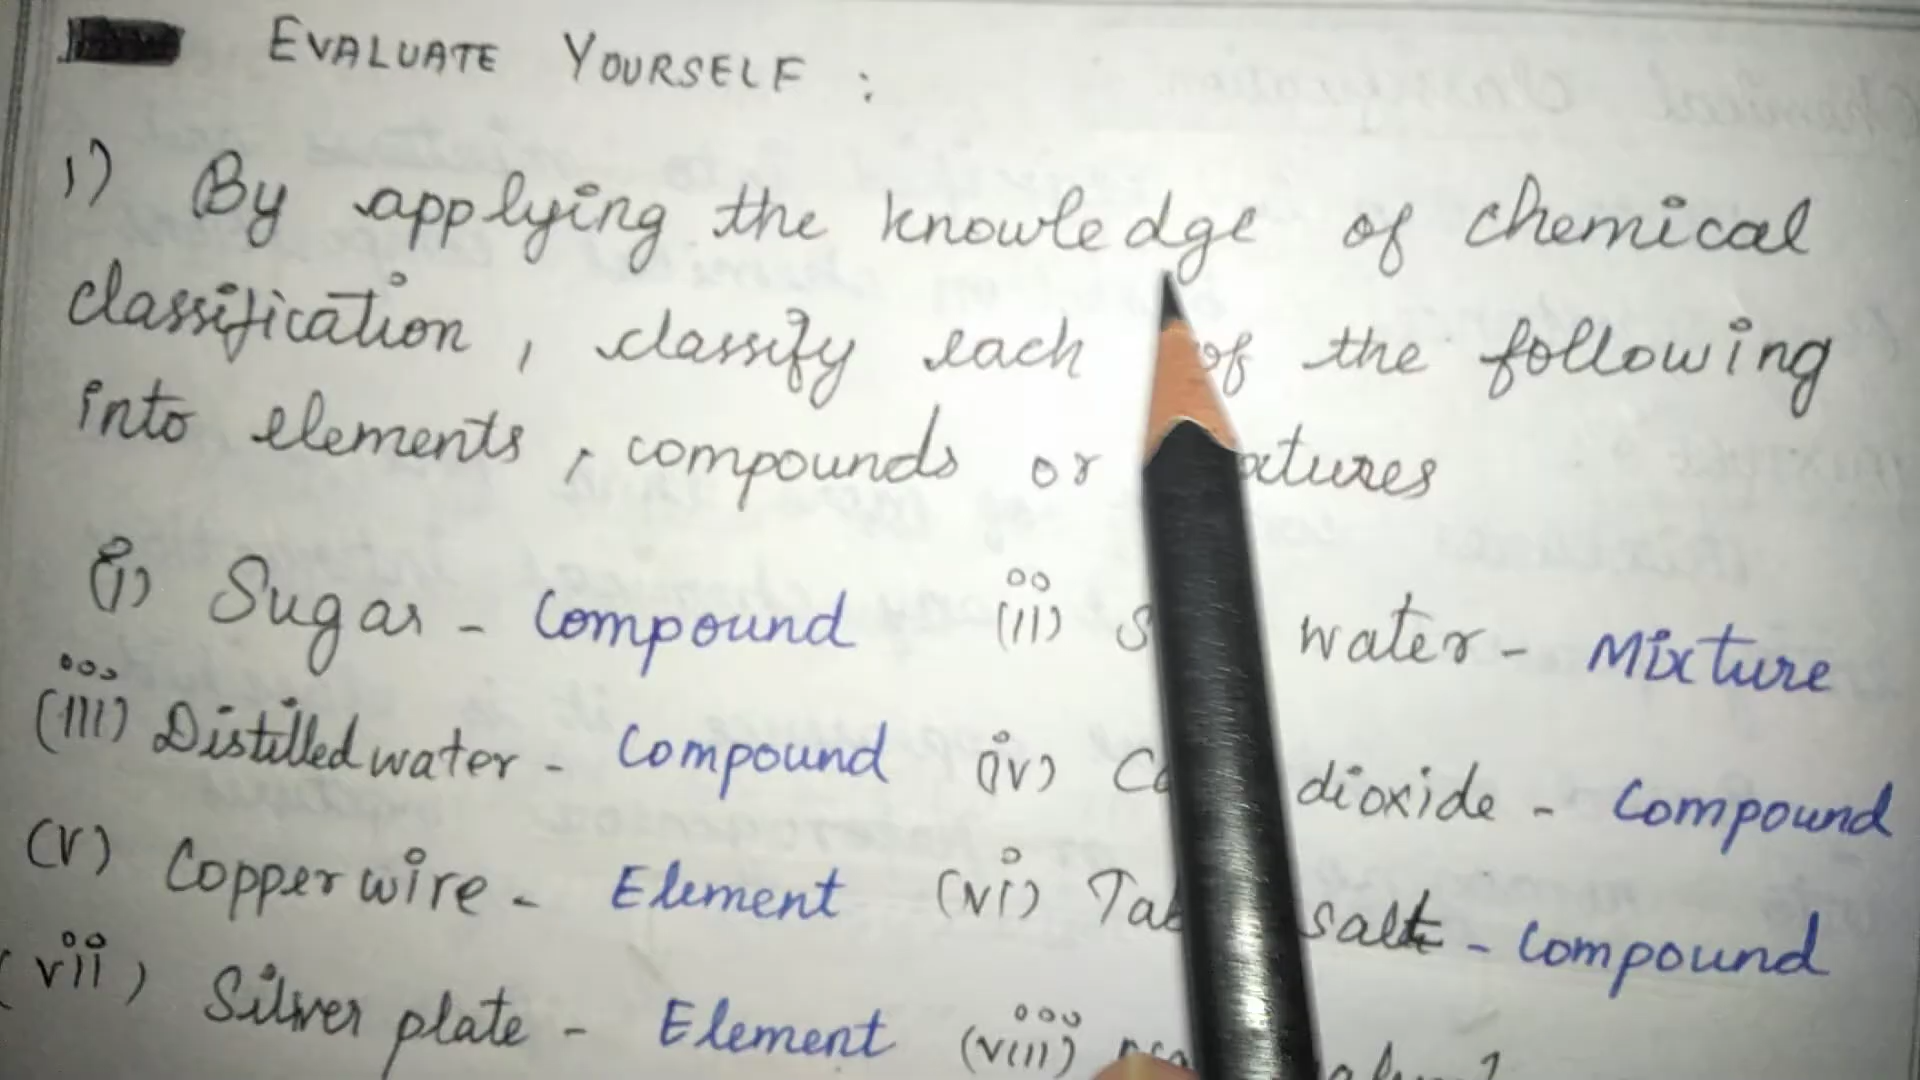 EVALUATE YOURSELF :
1) By applying the knowledge of chemical
classification, classify each of the following
into elements, compounds or
(i) Sugar - Compound (ii) water - Mixture
(iii) Distilled water - Compound (iv) dioxide - Compound
(v) Copper wire - Element (vi) salt - Compound
(vii) Silver plate - Element (viii)